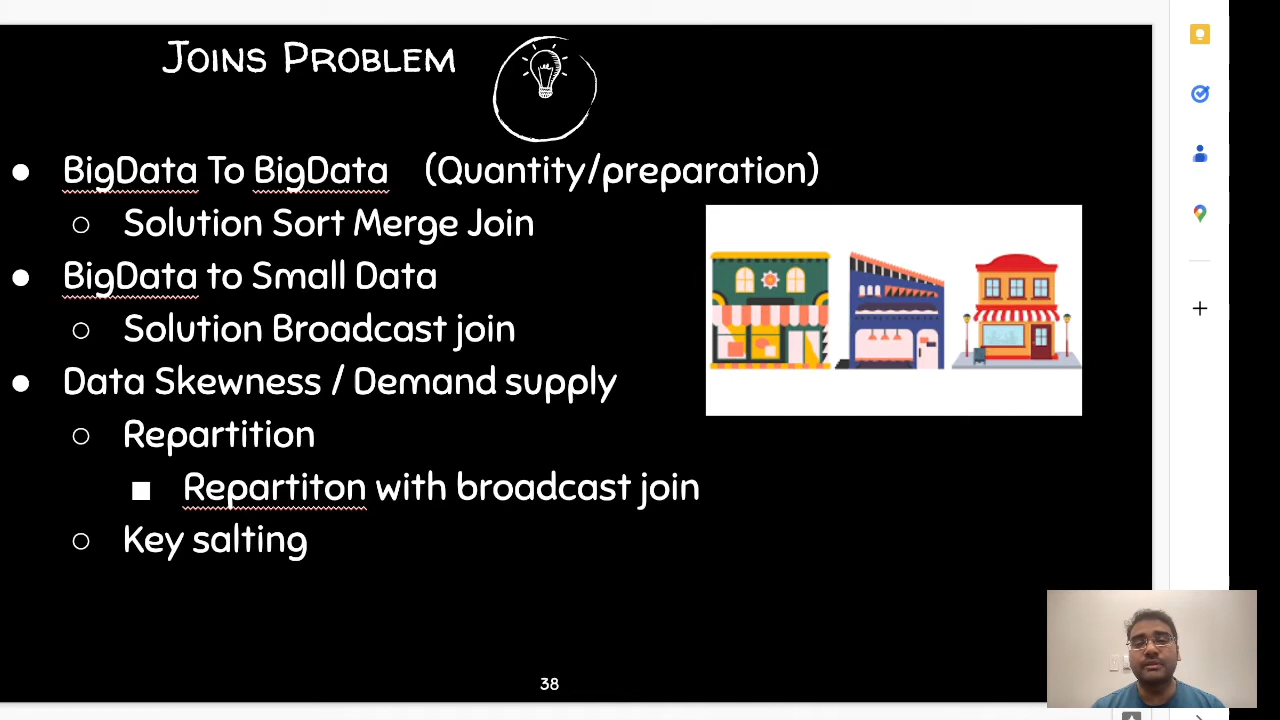 Joins Problem
● BigData To BigData (Quantity/preparation)
○ Solution Sort Merge Join
● BigData to Small Data
○ Solution Broadcast join
● Data Skewness / Demand supply
○ Repartition
■ Repartiton with broadcast join
○ Key salting
38